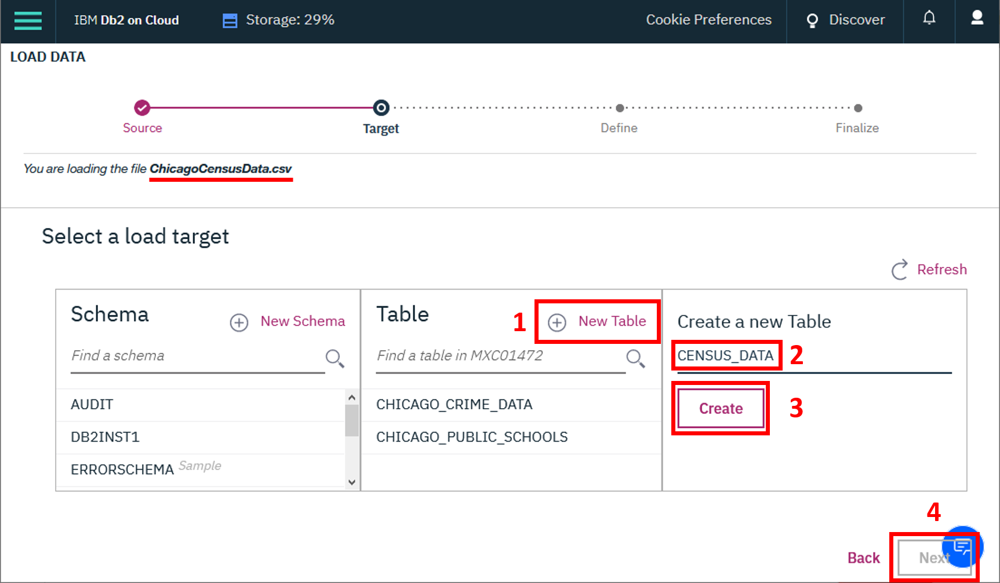 IBM Db2 on Cloud Storage: 29% Cookie Preferences Discover
LOAD DATA
Source Target Define Finalize
You are loading the file ChicagoCensusData.csv
Select a load target
Refresh
Schema New Schema
Find a schema
AUDIT
DB2INST1
ERRORSCHEMA Sample
Table 1 New Table
Find a table in MXC01472
CHICAGO_CRIME_DATA
CHICAGO_PUBLIC_SCHOOLS
Create a new Table
CENSUS_DATA 2
Create 3
4
Back Next